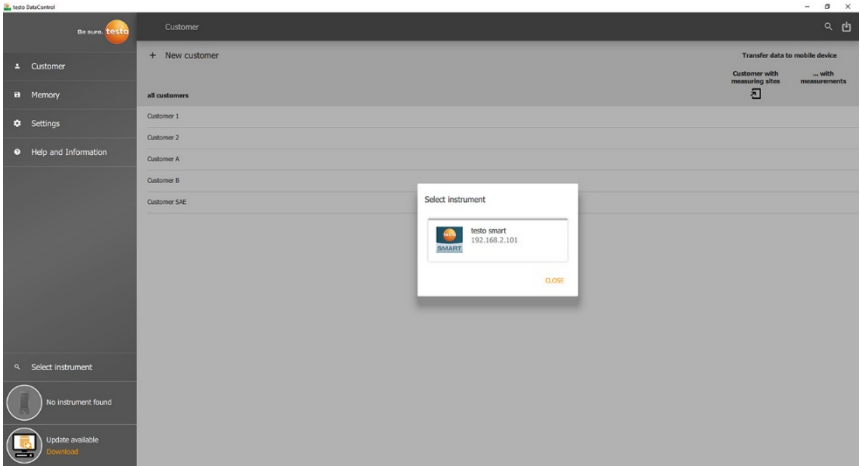 testo DataControl
Be sure. testo
Customer
Customer
Memory
Settings
Help and Information
+ New customer
Transfer data to mobile device
Customer with
measuring sites
... with
measurements
all customers
Customer 1
Customer 2
Customer A
Customer B
Customer SAE
Select instrument
testo smart
192.168.2.101
SMART
CLOSE
Select instrument
No instrument found
Update available
Download